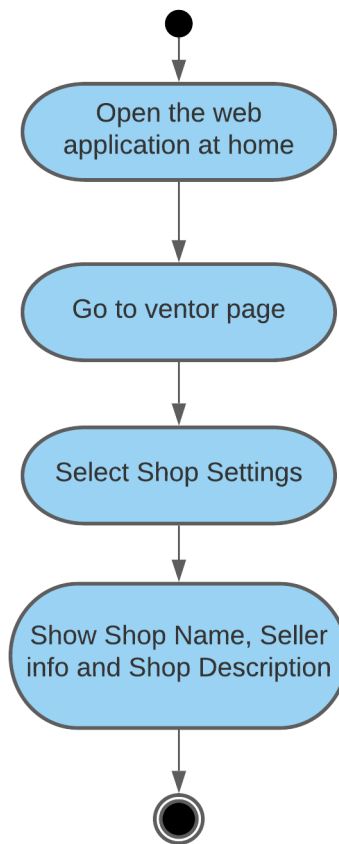 Open the web
application at home
Go to ventor page
Select Shop Settings
Show Shop Name, Seller
info and Shop Description